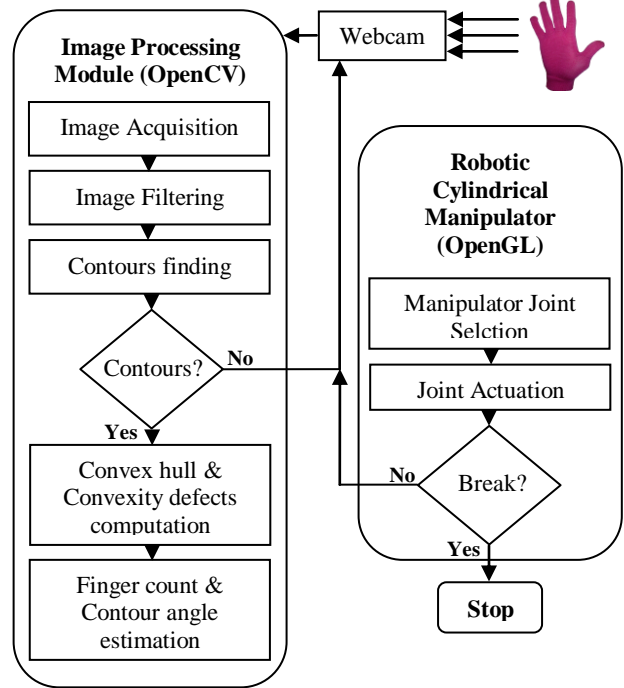 Webcam
Image Processing
Module (OpenCV)
Image Acquisition
Image Filtering
Contours finding
Contours?
No
Yes
Convex hull &
Convexity defects
computation
Finger count &
Contour angle
estimation
Robotic
Cylindrical
Manipulator
(OpenGL)
Manipulator Joint
Selction
Joint Actuation
Break?
No
Yes
Stop